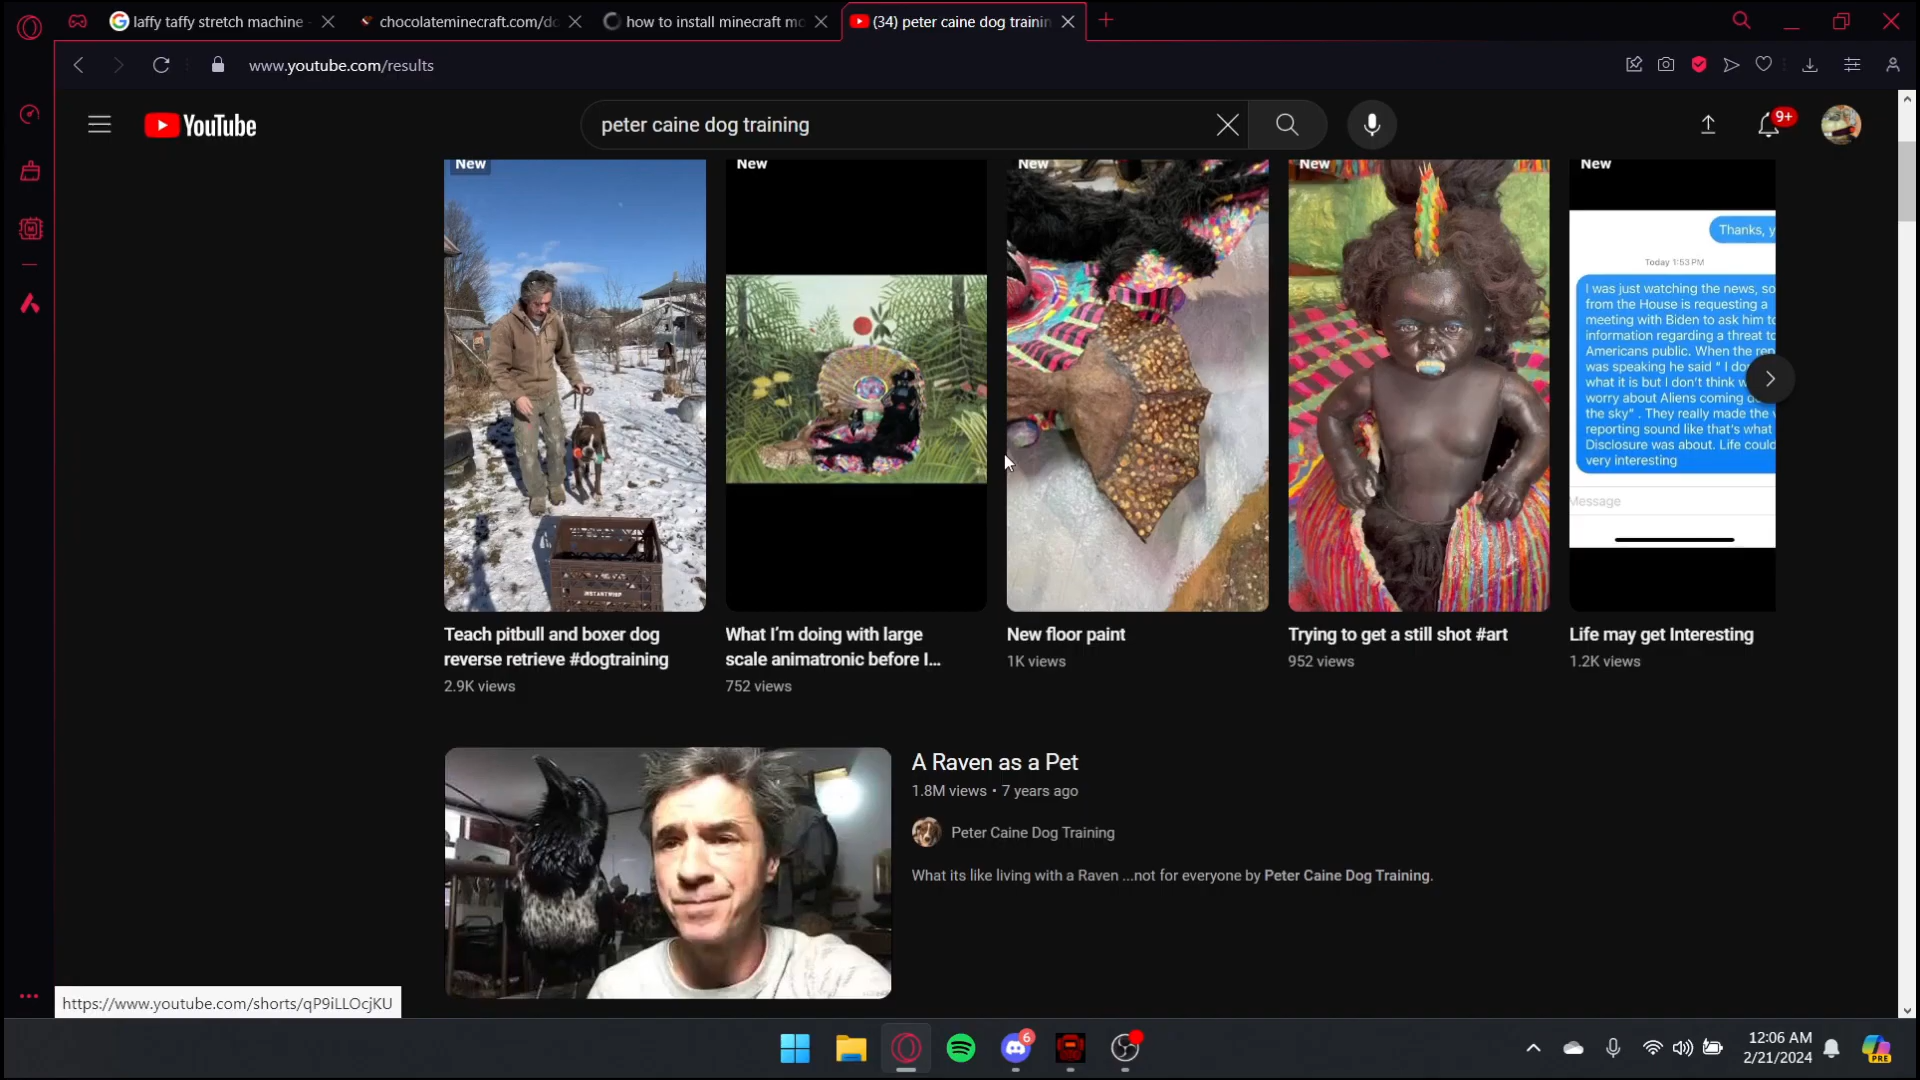 laffy taffy stretch machine
chocolateminecraft.com/do
how to install minecraft mo
(34) peter caine dog trainin
www.youtube.com/results
YouTube
peter caine dog training
9+
New
New
New
New
New
Thanks, y
Today 1:53 PM
I was just watching the news, so
from the House is requesting a
meeting with Biden to ask him to
information regarding a threat to
Americans public. When the rep
was speaking he said " I do
what it is but I don't think w
worry about Aliens coming d
the sky" . They really made the
reporting sound like that's what
Disclosure was about. Life could
very interesting
Message
Teach pitbull and boxer dog
reverse retrieve #dogtraining
2.9K views
What I'm doing with large
scale animatronic before I...
752 views
New floor paint
1K views
Trying to get a still shot #art
952 views
Life may get Interesting
1.2K views
A Raven as a Pet
1.8M views • 7 years ago
Peter Caine Dog Training
What its like living with a Raven ...not for everyone by Peter Caine Dog Training.
https://www.youtube.com/shorts/qP9iLLOcjKU
6
12:06 AM
2/21/2024
PRE